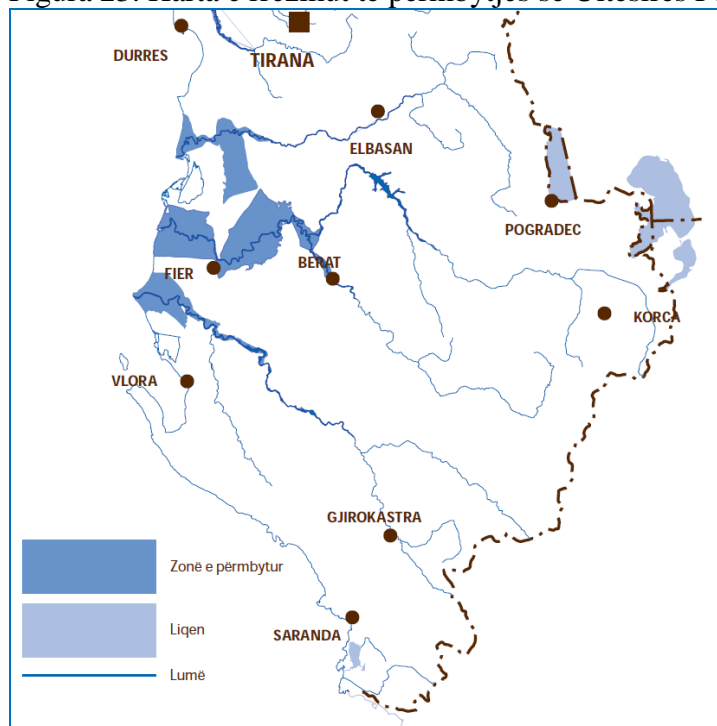 DURRES
TIRANA
ELBASAN
POGRADEC
BERAT
FIER
KORCA
VLORA
GJIROKASTRA
Zonë e përmbytur
Liqen
SARANDA
Lumë